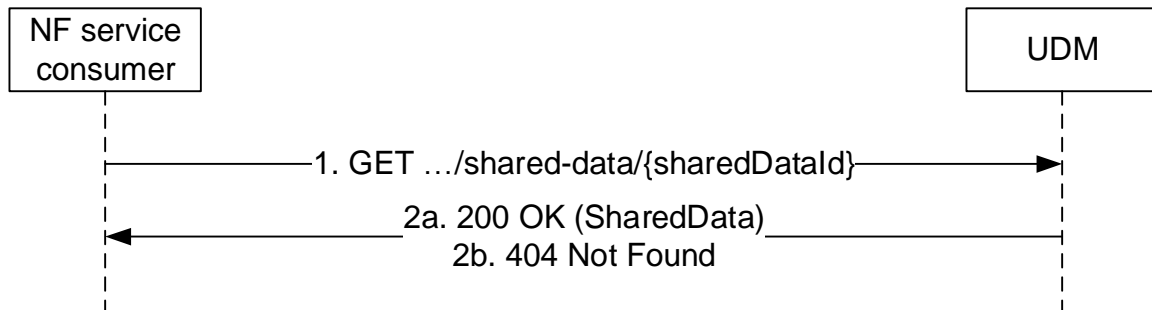 NF service
consumer
UDM
1. GET …/shared-data/{sharedDataId}
2a. 200 OK (SharedData)
2b. 404 Not Found